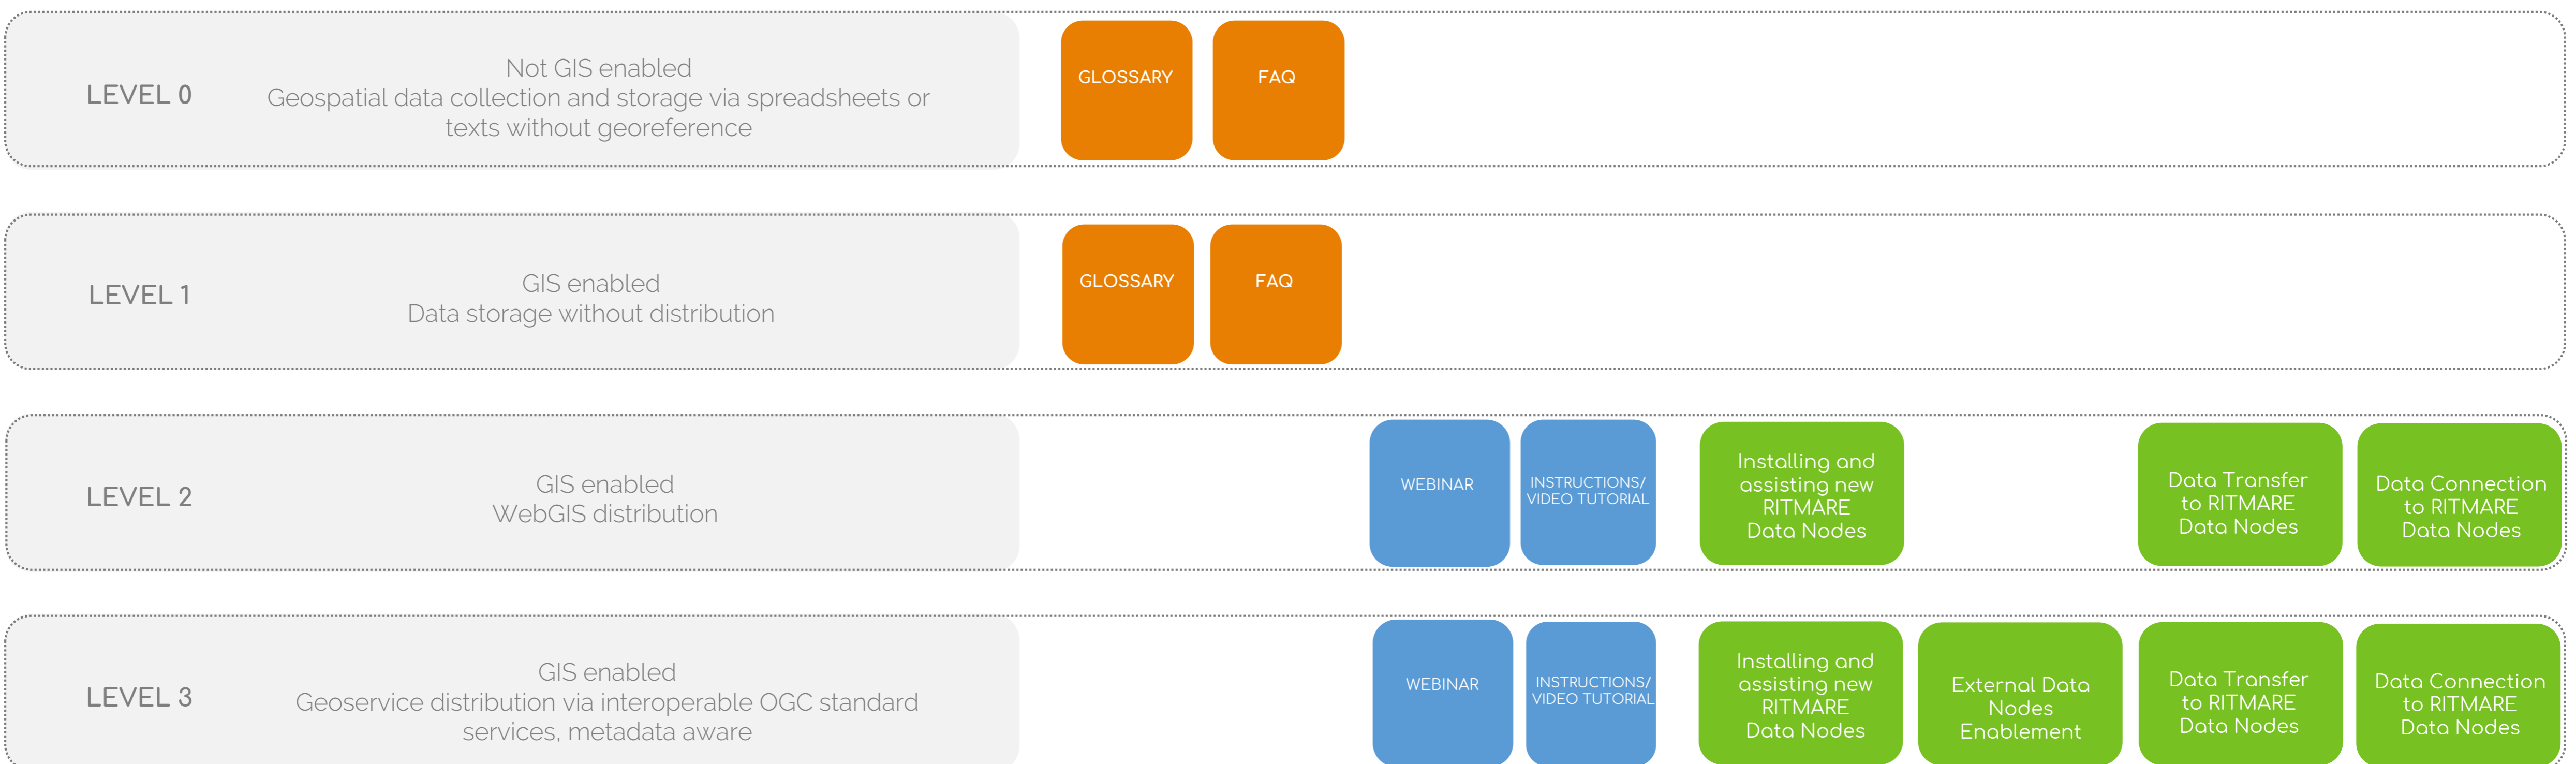 LEVEL 0
Not GIS enabled
Geospatial data collection and storage via spreadsheets or
texts without georeference
GLOSSARY
FAQ
LEVEL 1
GIS enabled
Data storage without distribution
GLOSSARY
FAQ
LEVEL 2
GIS enabled
WebGIS distribution
WEBINAR
INSTRUCTIONS/
VIDEO TUTORIAL
Installing and
assisting new
RITMARE
Data Nodes
Data Transfer
to RITMARE
Data Nodes
Data Connection
to RITMARE
Data Nodes
LEVEL 3
GIS enabled
Geoservice distribution via interoperable OGC standard
services, metadata aware
WEBINAR
INSTRUCTIONS/
VIDEO TUTORIAL
Installing and
assisting new
RITMARE
Data Nodes
External Data
Nodes
Enablement
Data Transfer
to RITMARE
Data Nodes
Data Connection
to RITMARE
Data Nodes